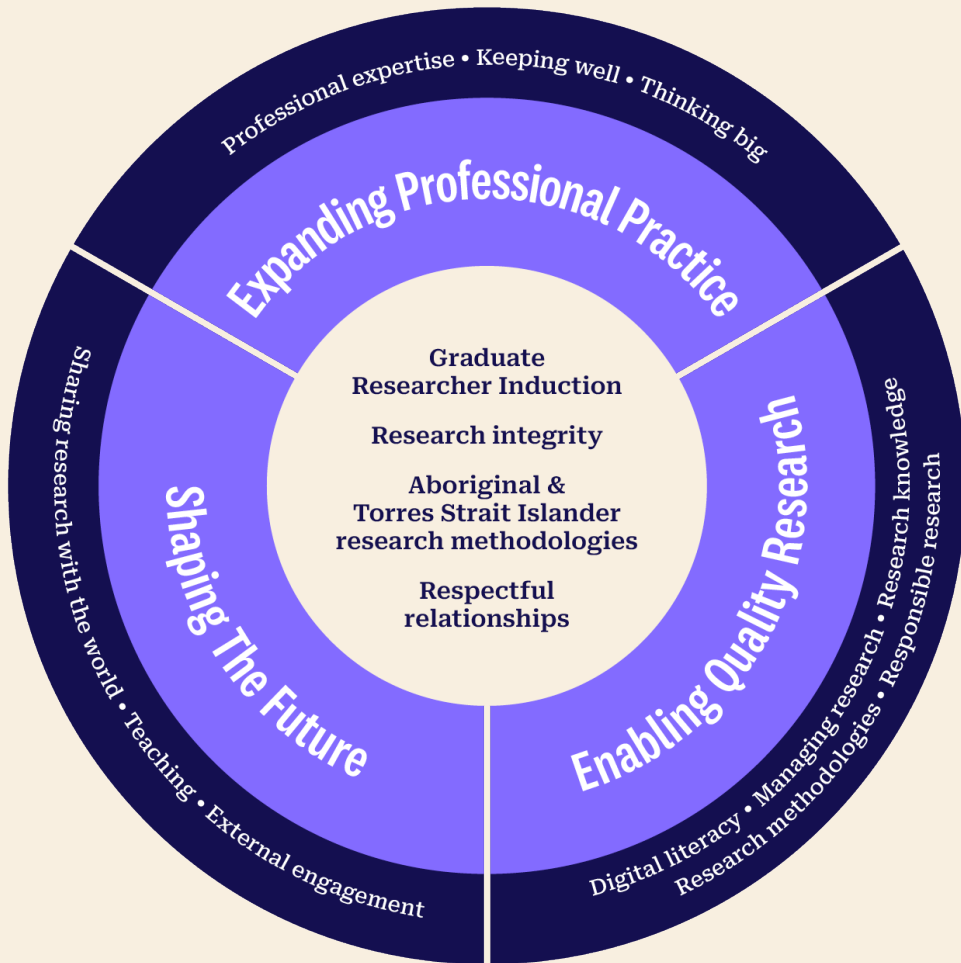 Professional expertise • Keeping well • Thinking big
Expanding Professional Practice
Graduate
Researcher Induction
Research integrity
Aboriginal &
Torres Strait Islander
research methodologies
Respectful
relationships
Shaping The Future
Sharing research with the world • Teaching • External engagement
Enabling Quality Research
Digital literacy • Managing research • Research knowledge
Research methodologies • Responsible research